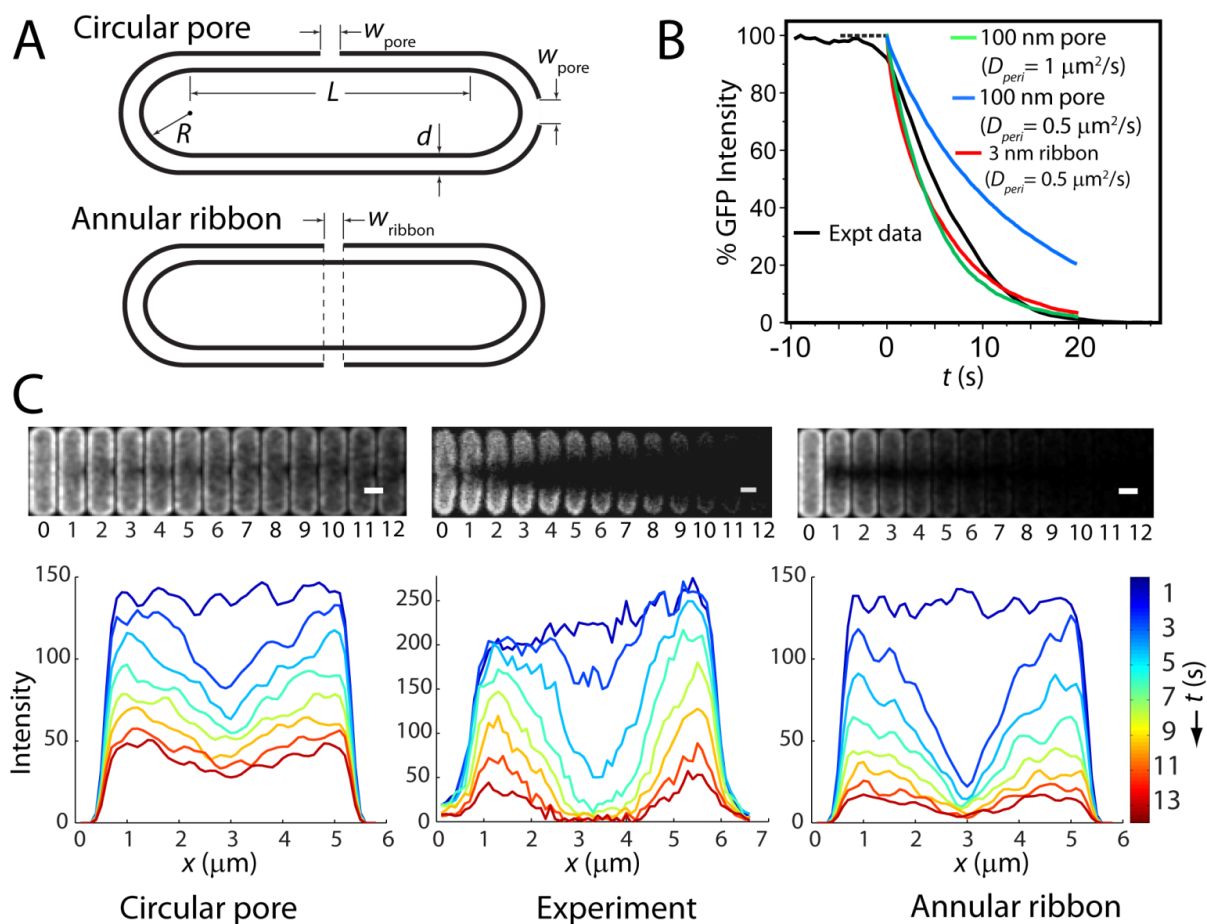 A
Circular pore
w pore
w pore
L
R
d
Annular ribbon
w ribbon
B
100
80
60
40
20
0
% GFP Intensity
-10 0 10 20
t (s)
100 nm pore
(D peri = 1 μm²/s)
100 nm pore
(D peri = 0.5 μm²/s)
3 nm ribbon
(D peri = 0.5 μm²/s)
Expt data
C
0 1 2 3 4 5 6 7 8 9 10 11 12
0 1 2 3 4 5 6 7 8 9 10 11 12
0 1 2 3 4 5 6 7 8 9 10 11 12
150
100
50
0
Intensity
0 1 2 3 4 5 6
x (μm)
Circular pore
250
200
150
100
50
0
0 1 2 3 4 5 6 7
x (μm)
Experiment
150
100
50
0
0 1 2 3 4 5 6
x (μm)
Annular ribbon
1
3
5
7
9
11
13
t (s)